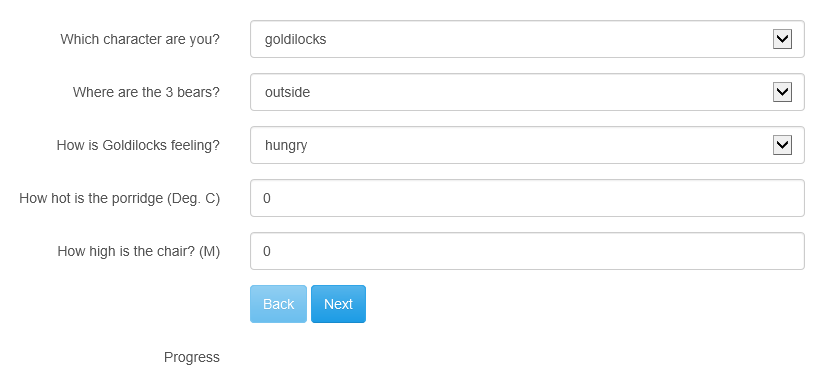 Which character are you? goldilocks
Where are the 3 bears? outside
How is Goldilocks feeling? hungry
How hot is the porridge (Deg. C) 0
How high is the chair? (M) 0
Back Next
Progress